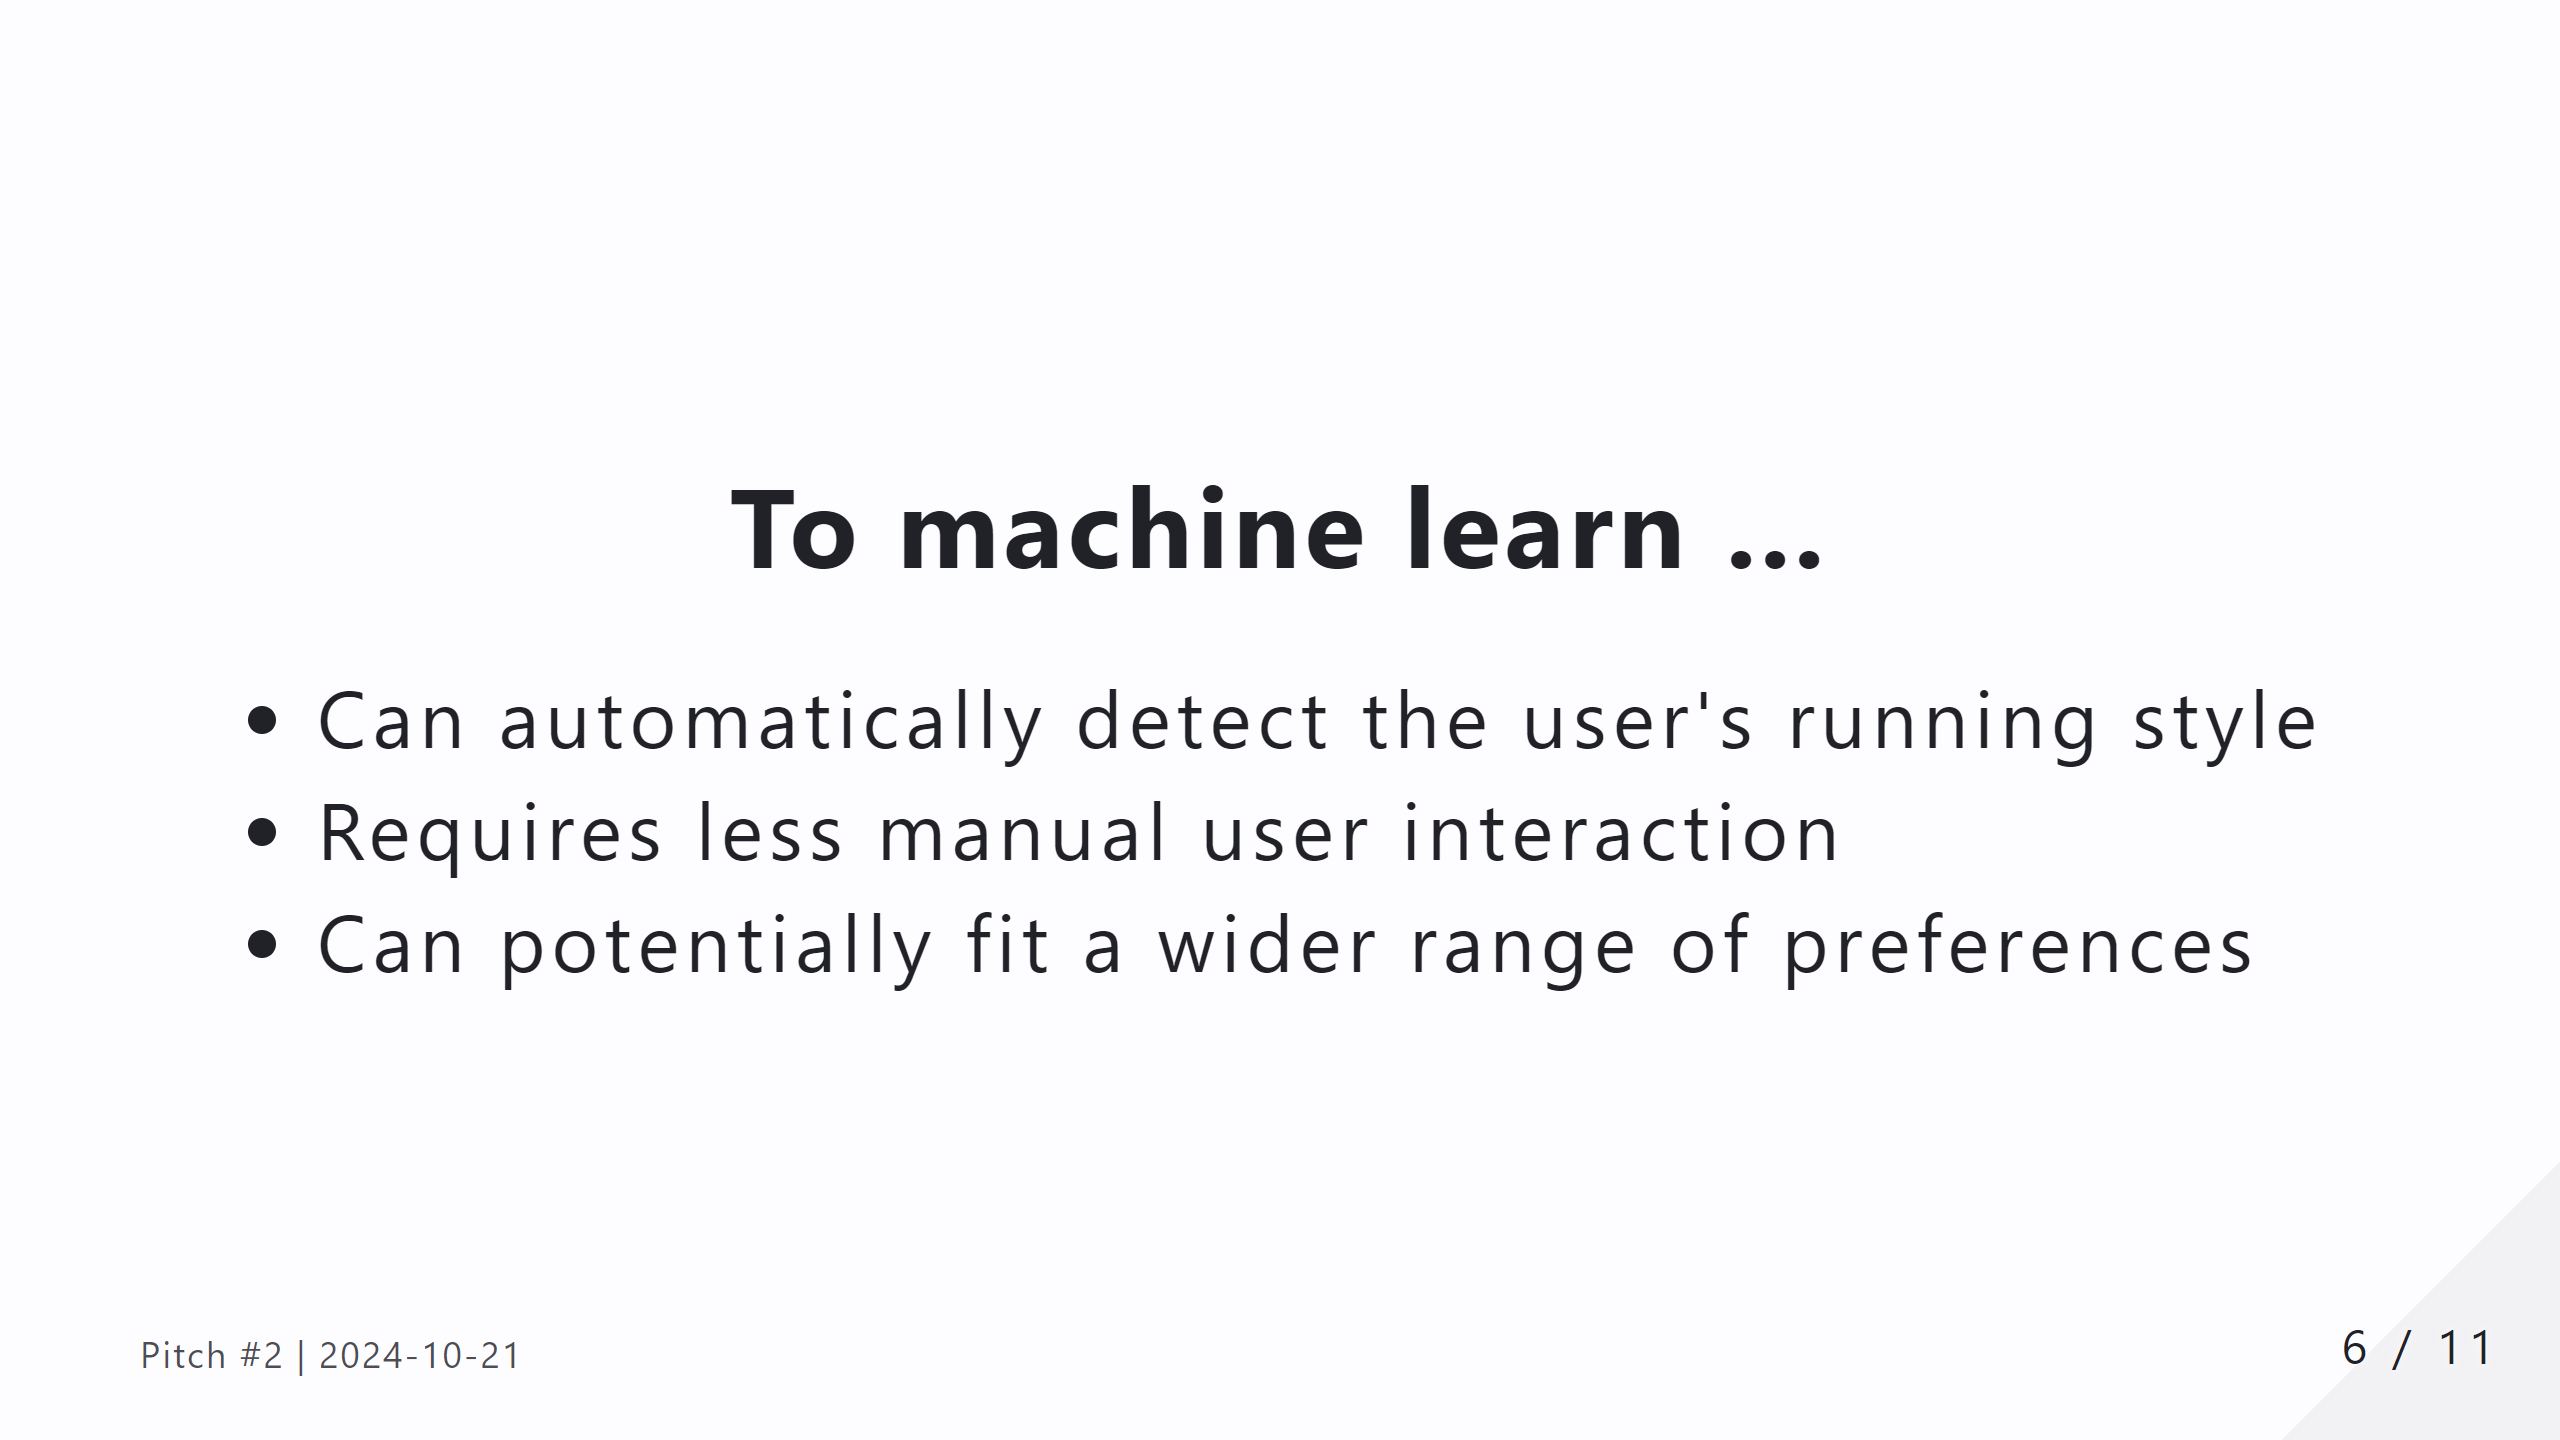 To machine learn ...
• Can automatically detect the user's running style
• Requires less manual user interaction
• Can potentially fit a wider range of preferences
Pitch #2 | 2024-10-21
6 / 11